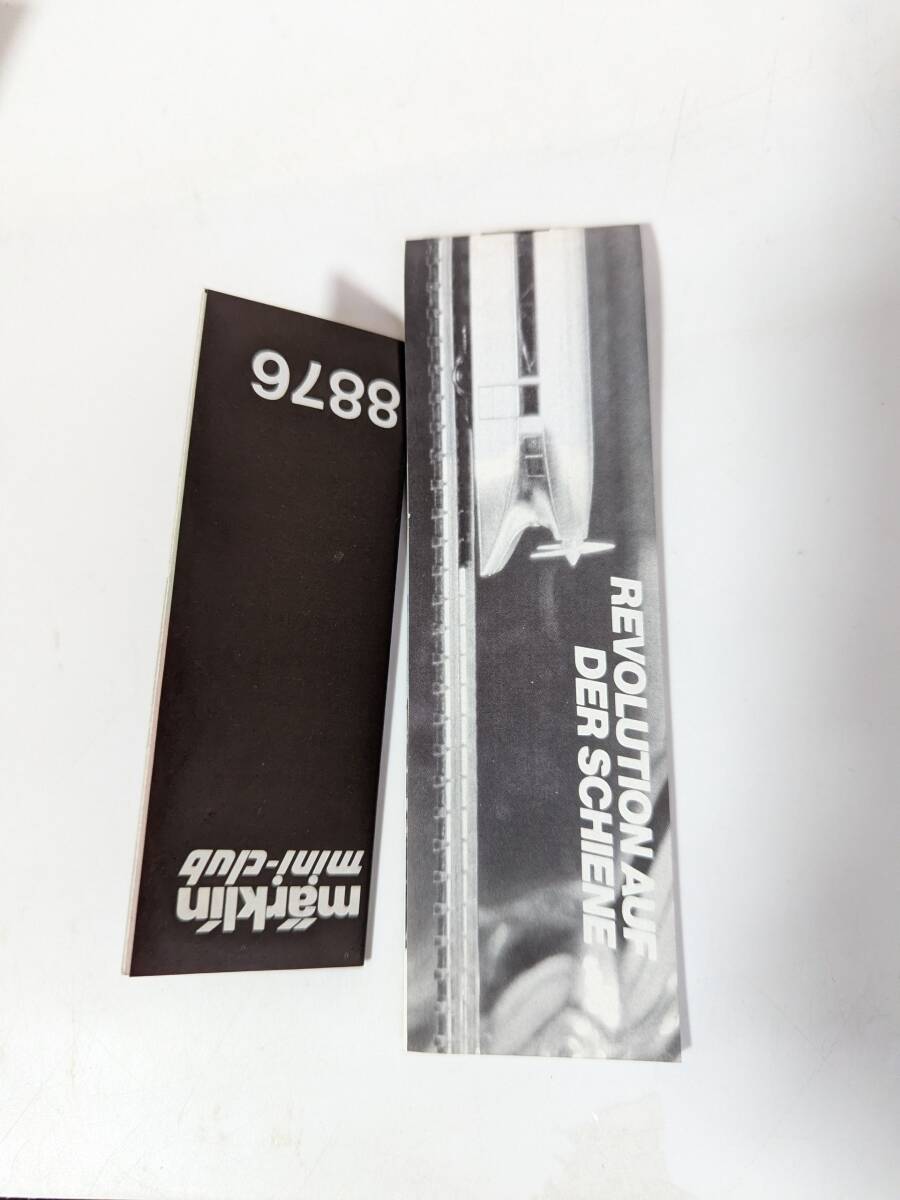 märklin
mini-club
8876
REVOLUTION AUF
DER SCHIENE